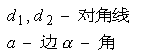 d₁,d₂ - 对角线
a - 边 α - 角